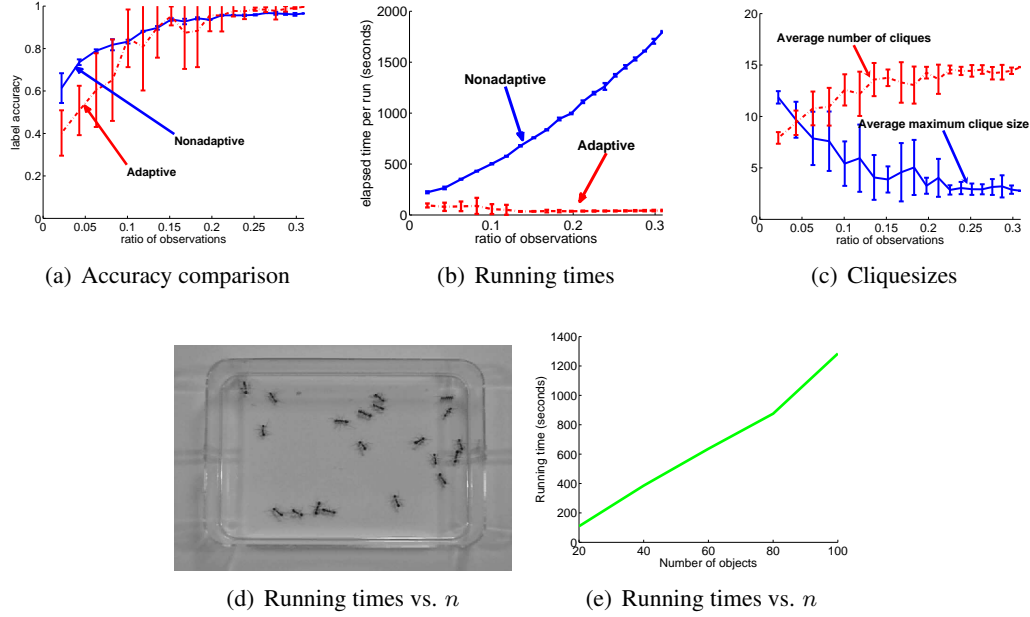 1
0.8
0.6
0.4
0.2
0
label accuracy
0 0.05 0.1 0.15 0.2 0.25 0.3
ratio of observations
Nonadaptive
Adaptive
(a) Accuracy comparison
2000
1500
1000
500
0
elapsed time per run (seconds)
0 0.1 0.2 0.3
ratio of observations
Nonadaptive
Adaptive
(b) Running times
20
15
10
5
0
0 0.05 0.1 0.15 0.2 0.25 0.3
ratio of observations
Average number of cliques
Average maximum clique size
(c) Cliquesizes
(d) Running times vs. n
1400
1200
1000
800
600
400
200
0
Running time (seconds)
20 40 60 80 100
Number of objects
(e) Running times vs. n